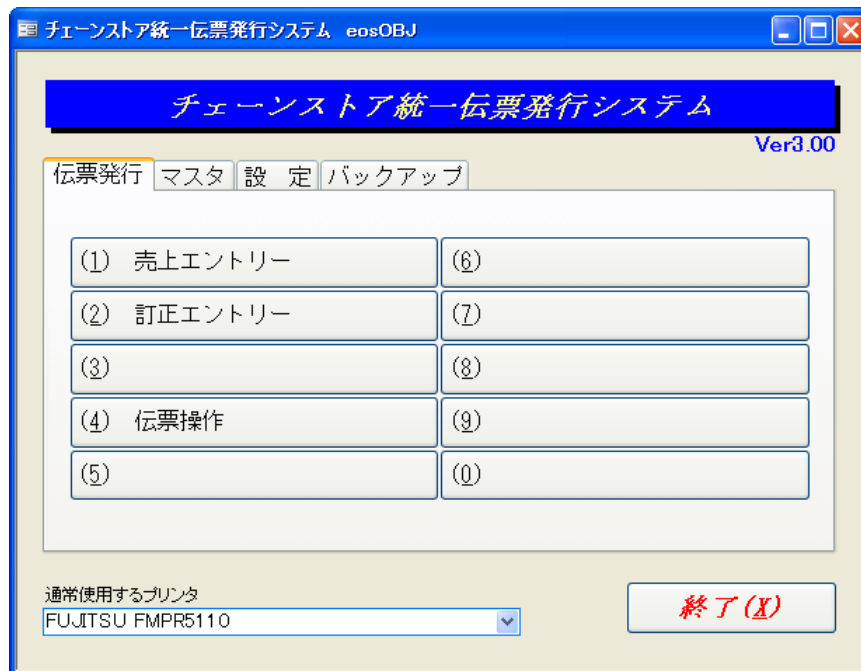 チェーンストア統一伝票発行システム eosOBJ
チェーンストア統一伝票発行システム
Ver3.00
伝票発行 マスタ 設　定 バックアップ
(1)　売上エントリー
(2)　訂正エントリー
(3)
(4)　伝票操作
(5)
(6)
(7)
(8)
(9)
(0)
通常使用するプリンタ
FUJITSU FMPR5110
終了(X)